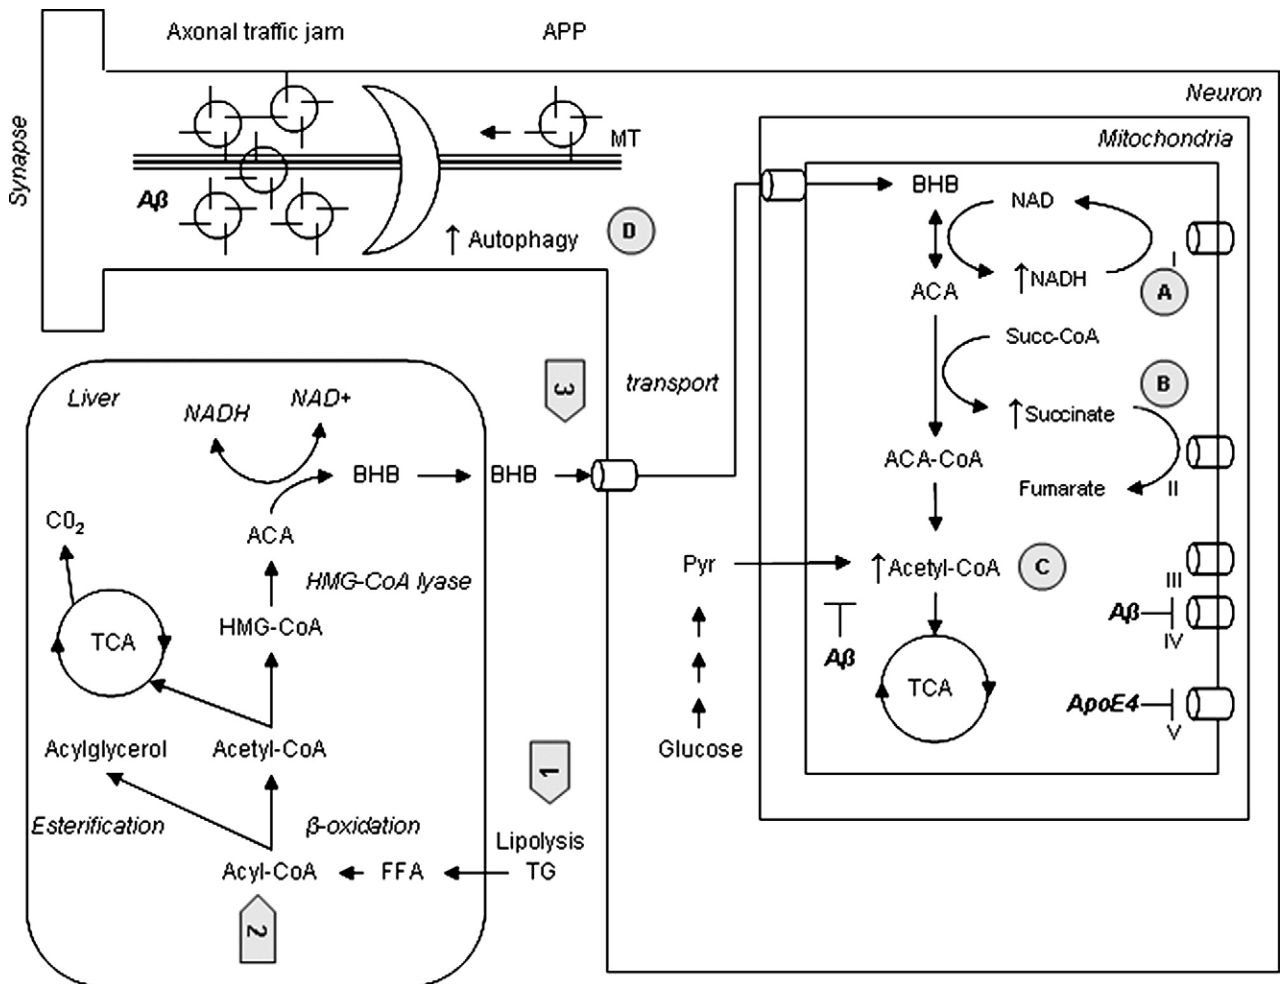 Axonal traffic jam
APP
Neuron
Mitochondria
Synapse
MT
Aβ
↑ Autophagy
D
BHB
NAD
ACA
↑NADH
I
A
Succ-CoA
B
↑Succinate
ACA-CoA
Fumarate
II
Pyr
↑Acetyl-CoA
C
III
Aβ
IV
Aβ
TCA
ApoE4
V
Glucose
transport
3
Liver
NADH
NAD+
BHB
BHB
C0₂
ACA
HMG-CoA lyase
TCA
HMG-CoA
Acylglycerol
Acetyl-CoA
1
Esterification
β-oxidation
Lipolysis
Acyl-CoA
FFA
TG
2